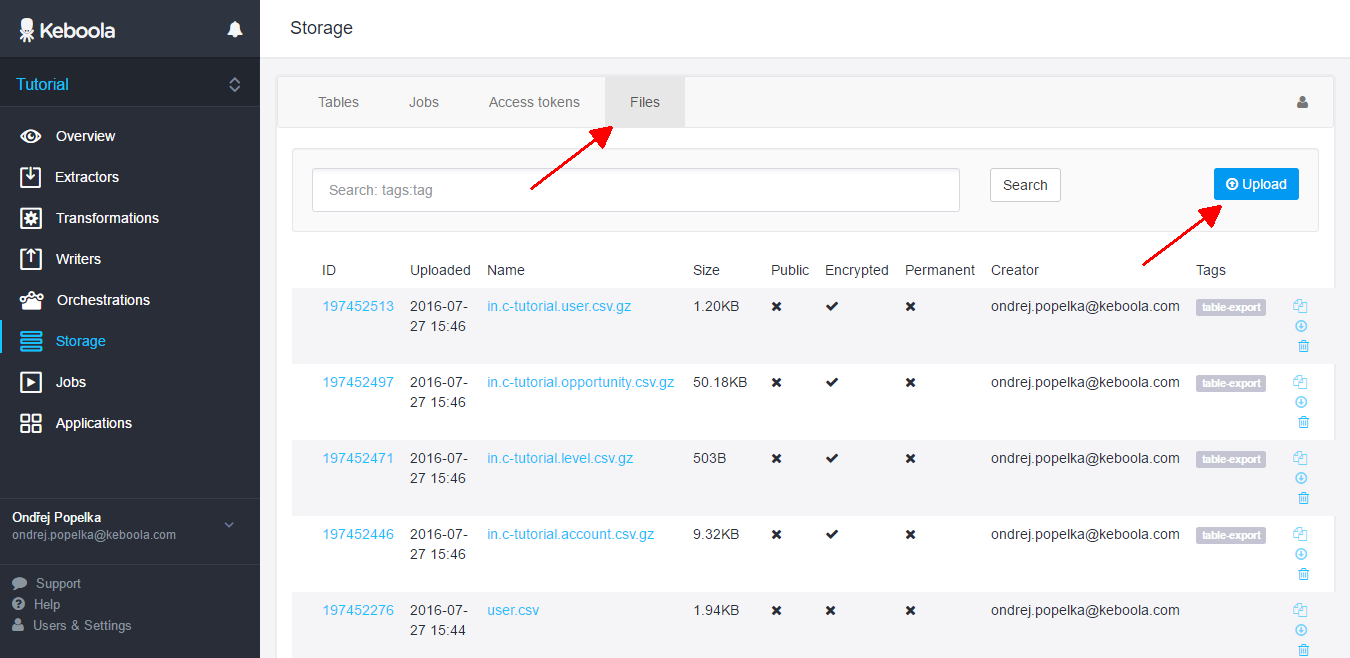 Keboola
Tutorial
Overview
Extractors
Transformations
Writers
Orchestrations
Storage
Jobs
Applications
Ondřej Popelka
ondrej.popelka@keboola.com
Support
Help
Users & Settings
Storage
Tables Jobs Access tokens Files
Search: tags:tag Search Upload
ID Uploaded Name Size Public Encrypted Permanent Creator Tags
197452513 2016-07- in.c-tutorial.user.csv.gz 1.20KB ondrej.popelka@keboola.com table-export
27 15:46
197452497 2016-07- in.c-tutorial.opportunity.csv.gz 50.18KB ondrej.popelka@keboola.com table-export
27 15:46
197452471 2016-07- in.c-tutorial.level.csv.gz 503B ondrej.popelka@keboola.com table-export
27 15:46
197452446 2016-07- in.c-tutorial.account.csv.gz 9.32KB ondrej.popelka@keboola.com table-export
27 15:46
197452276 2016-07- user.csv 1.94KB ondrej.popelka@keboola.com
27 15:44